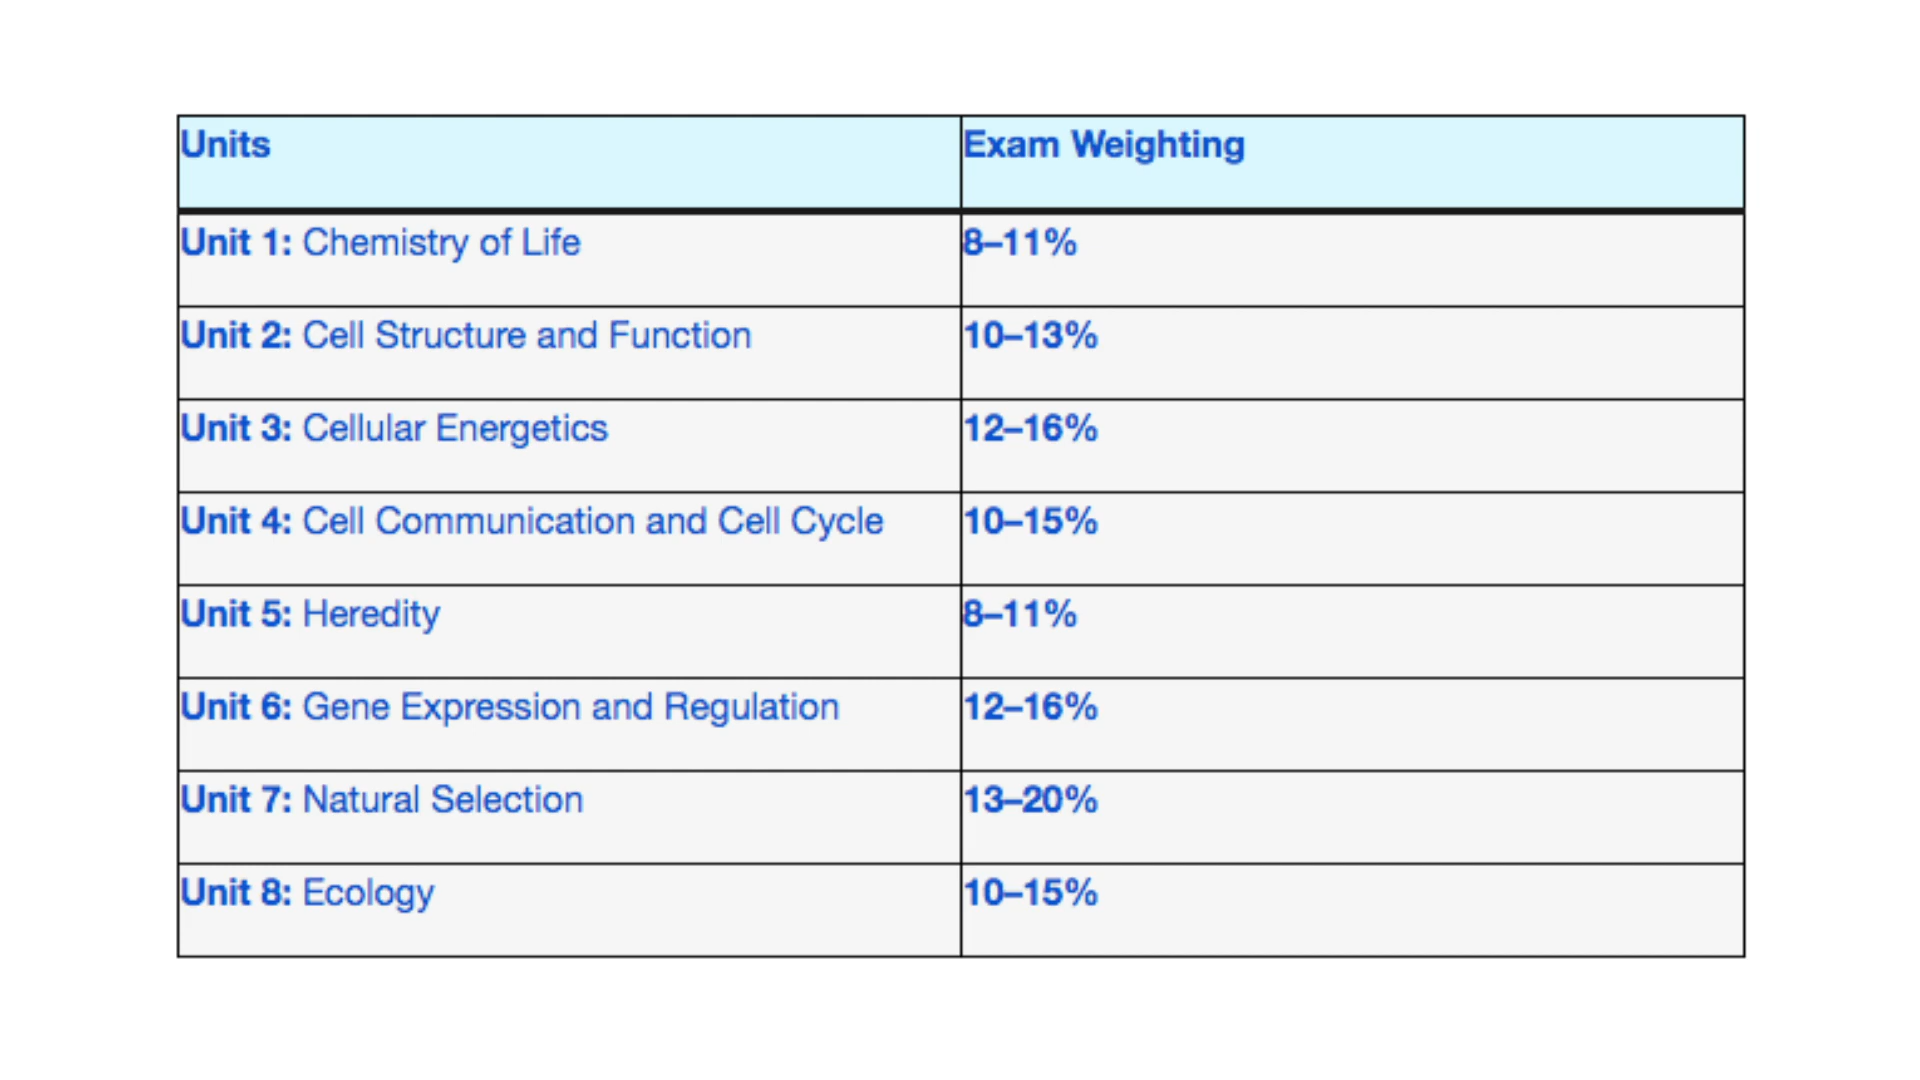 Units Exam Weighting
Unit 1: Chemistry of Life 8–11%
Unit 2: Cell Structure and Function 10–13%
Unit 3: Cellular Energetics 12–16%
Unit 4: Cell Communication and Cell Cycle 10–15%
Unit 5: Heredity 8–11%
Unit 6: Gene Expression and Regulation 12–16%
Unit 7: Natural Selection 13–20%
Unit 8: Ecology 10–15%